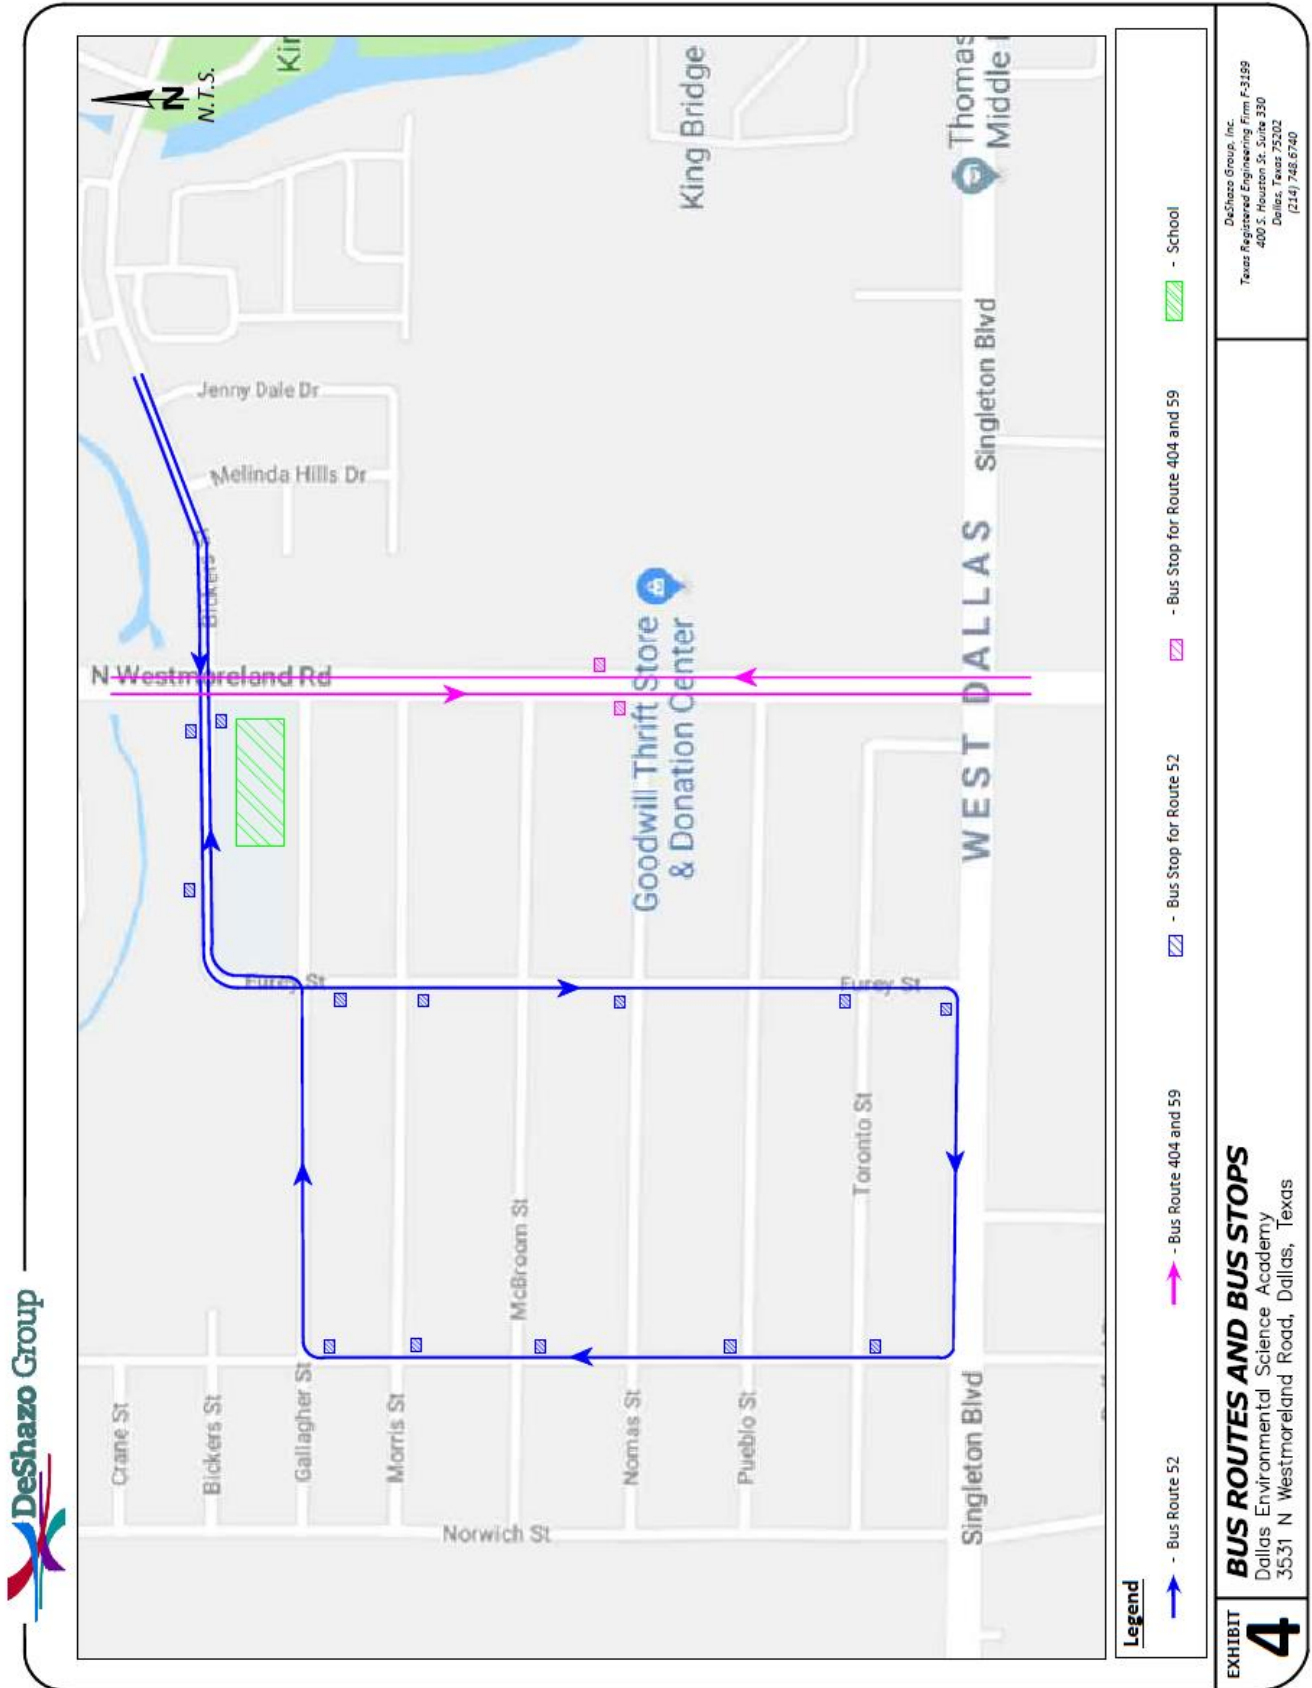 DeShazo Group
N
N.T.S.
Crane St
Bickers St
Gallagher St
Morris St
Norwich St
McBroom St
Nomas St
Pueblo St
Toronto St
Singleton Blvd
Furey St
Furey St
N Westmoreland Rd
Bickers St
Melinda Hills Dr
Jenny Dale Dr
Goodwill Thrift Store
& Donation Center
WEST DALLAS
Singleton Blvd
King Bridge
Kin
Thomas
Middle
Legend
- Bus Route 52
- Bus Route 404 and 59
- Bus Stop for Route 52
- Bus Stop for Route 404 and 59
- School
EXHIBIT
4
BUS ROUTES AND BUS STOPS
Dallas Environmental Science Academy
3531 N Westmoreland Road, Dallas, Texas
DeShazo Group, Inc.
Texas Registered Engineering Firm F-3199
400 S. Houston St. Suite 330
Dallas, Texas 75202
(214) 748.6740